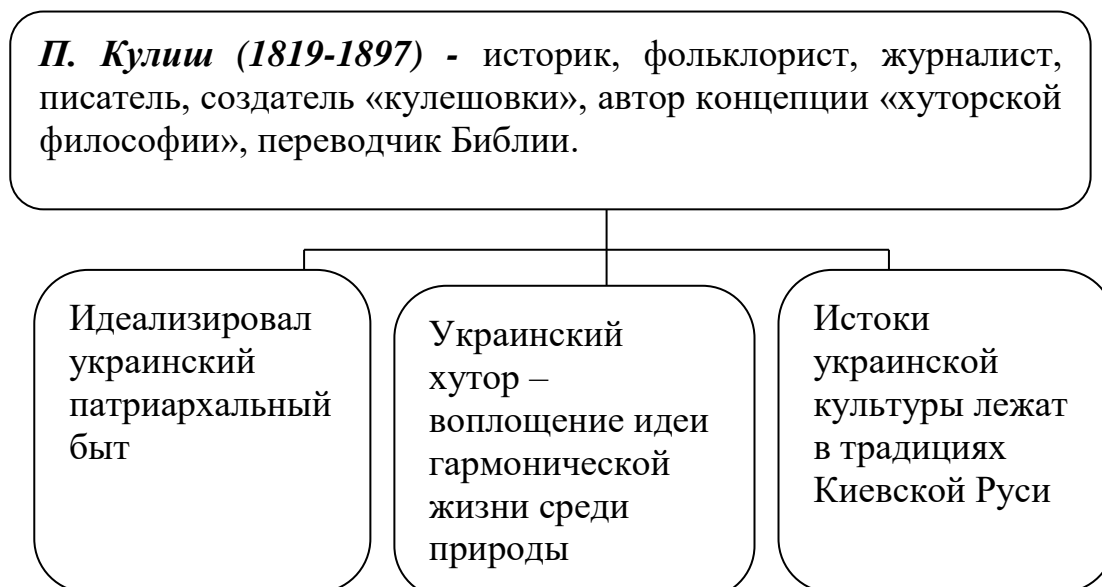 П. Кулиш (1819-1897) - историк, фольклорист, журналист,
писатель, создатель «кулешовки», автор концепции «хуторской
философии», переводчик Библии.
Идеализировал
украинский
патриархальный
быт
Украинский
хутор –
воплощение идеи
гармонической
жизни среди
природы
Истоки
украинской
культуры лежат
в традициях
Киевской Руси